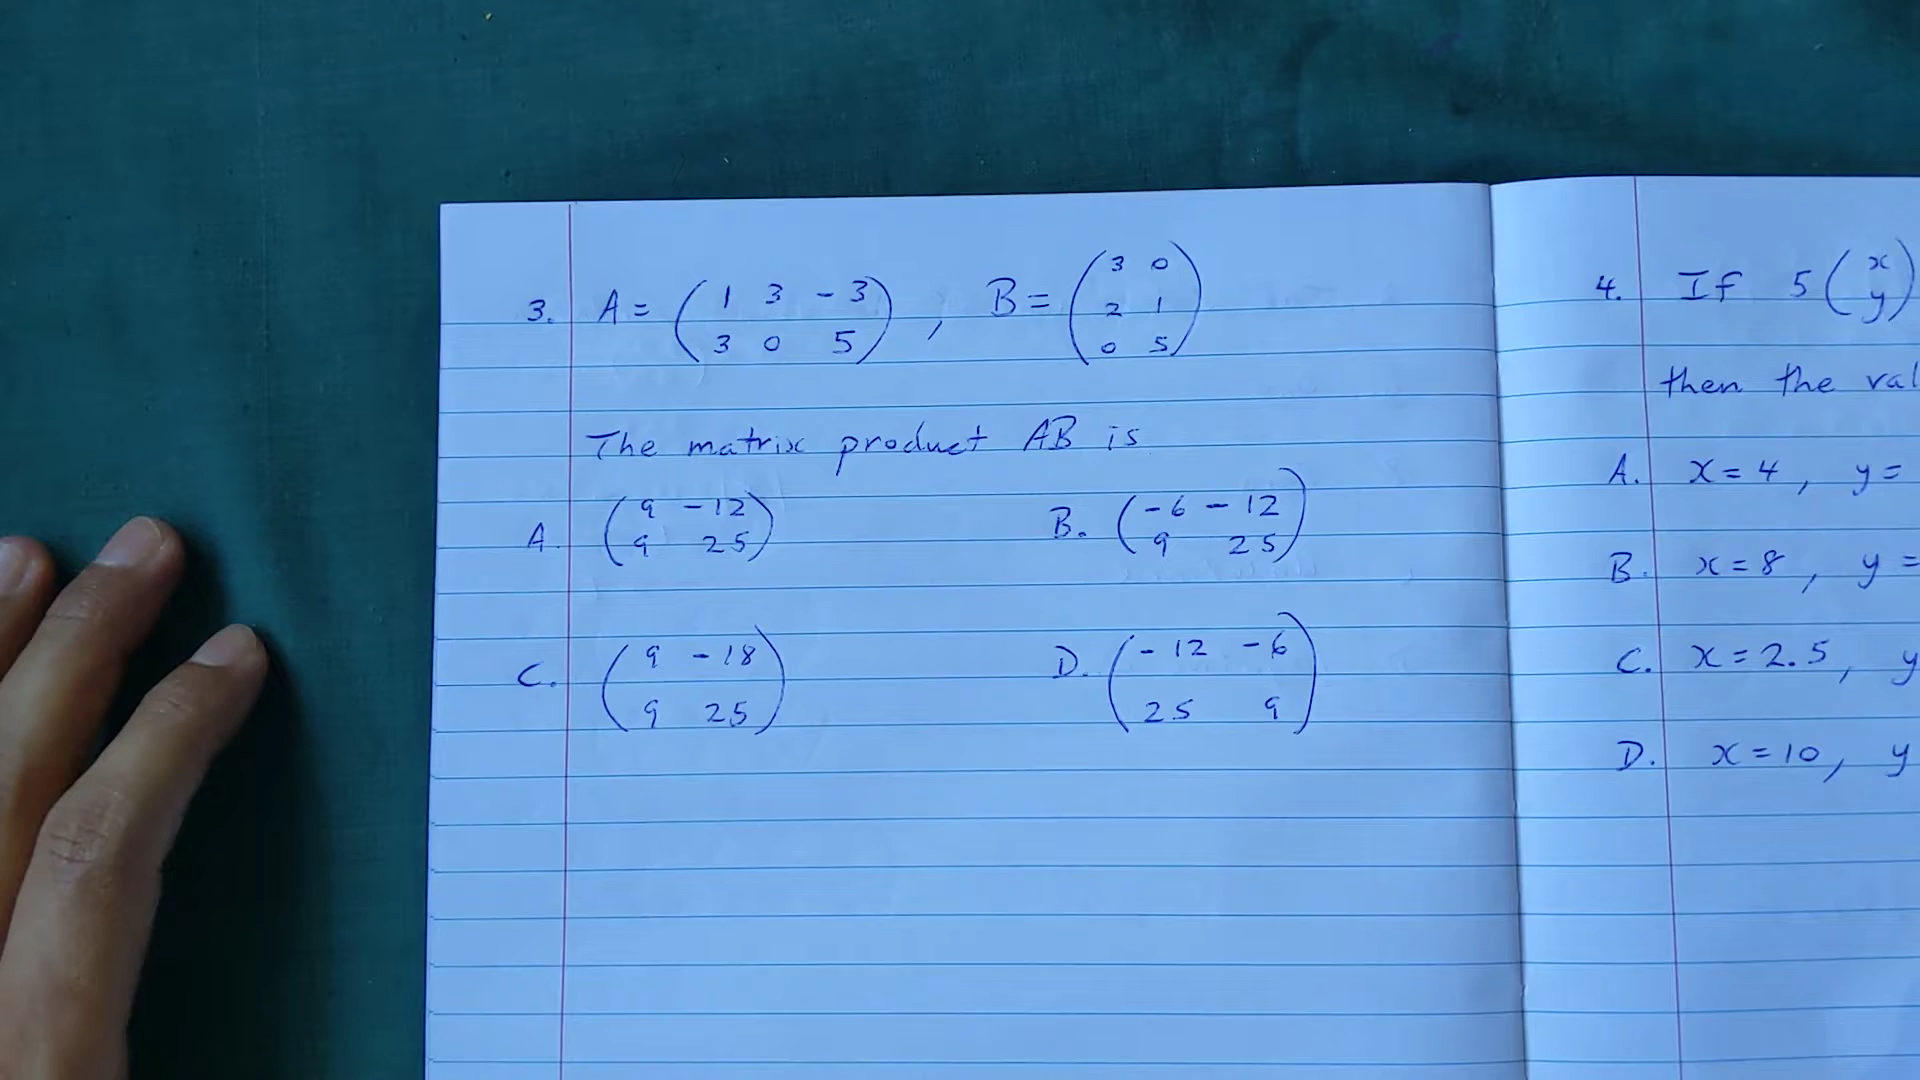 3. A = ( 1 3 -3 3 0 5 ) , B = ( 3 0 2 1 0 5 )
The matrix product AB is
A. ( 9 -12 9 25 ) B. ( -6 -12 9 25 )
C. ( 9 -18 9 25 ) D. ( -12 -6 25 9 )
4. If 5 ( x y )
then the val
A. x = 4 , y =
B. x = 8 , y =
C. x = 2.5 , y
D. x = 10 , y